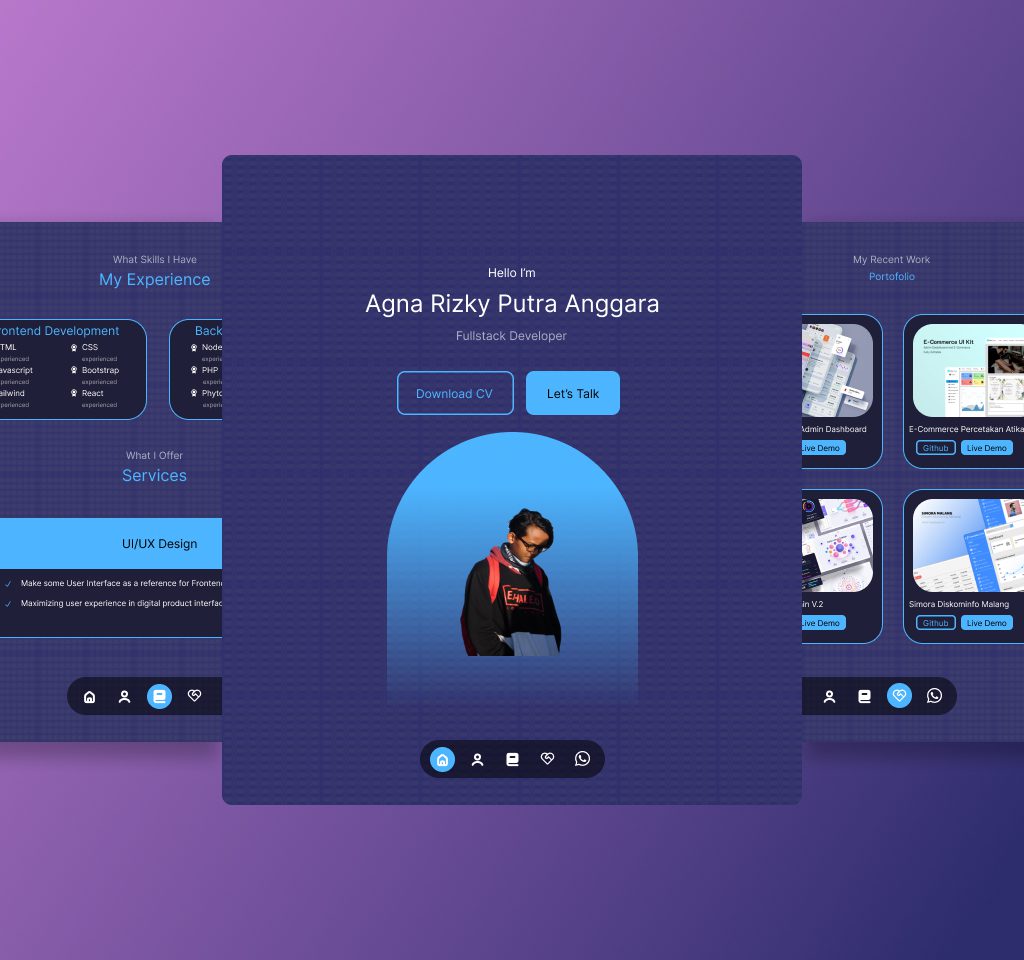 What Skills I Have
My Experience
rontend Development
TML
CSS
xperienced
experienced
avascript
Bootstrap
xperienced
experienced
ailwind
React
xperienced
experienced
Back
Node
experie
PHP
experie
Phyto
experie
What I Offer
Services
UI/UX Design
Make some User Interface as a reference for Frontend
Maximizing user experience in digital product interfac
Hello I'm
Agna Rizky Putra Anggara
Fullstack Developer
Download CV
Let's Talk
My Recent Work
Portofolio
E-Commerce UI Kit
Admin Dashboard
Live Demo
E-Commerce Percetakan Atika
Github
Live Demo
SIMORA MALANG
in V.2
Live Demo
Simora Diskominfo Malang
Github
Live Demo